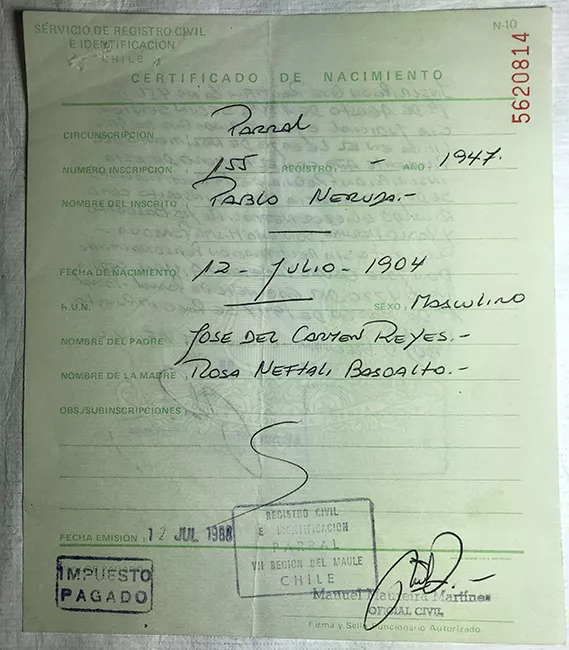 SERVICIO DE REGISTRO CIVIL
E IDENTIFICACION
CHILE
N-10
5620814
CERTIFICADO DE NACIMIENTO
CIRCUNSCRIPCION : Parral
NUMERO INSCRIPCION : 155 REGISTRO : - AÑO : 1947.
NOMBRE DEL INSCRITO : PABLO NERUDA.-
FECHA DE NACIMIENTO : 12 - Julio - 1904
R.U.N. SEXO : Masculino
NOMBRE DEL PADRE : JOSE DEL CARMEN REYES.-
NOMBRE DE LA MADRE : ROSA NEFTALI BASOALTO.-
OBS./SUBINSCRIPCIONES :
FECHA EMISION : 12 JUL 1988
REGISTRO CIVIL
E IDENTIFICACION
PARRAL
VII REGION DEL MAULE
CHILE
IMPUESTO
PAGADO
Manuel Maureira Martínez
OFICIAL CIVIL
Firma y Sello Funcionario Autorizado